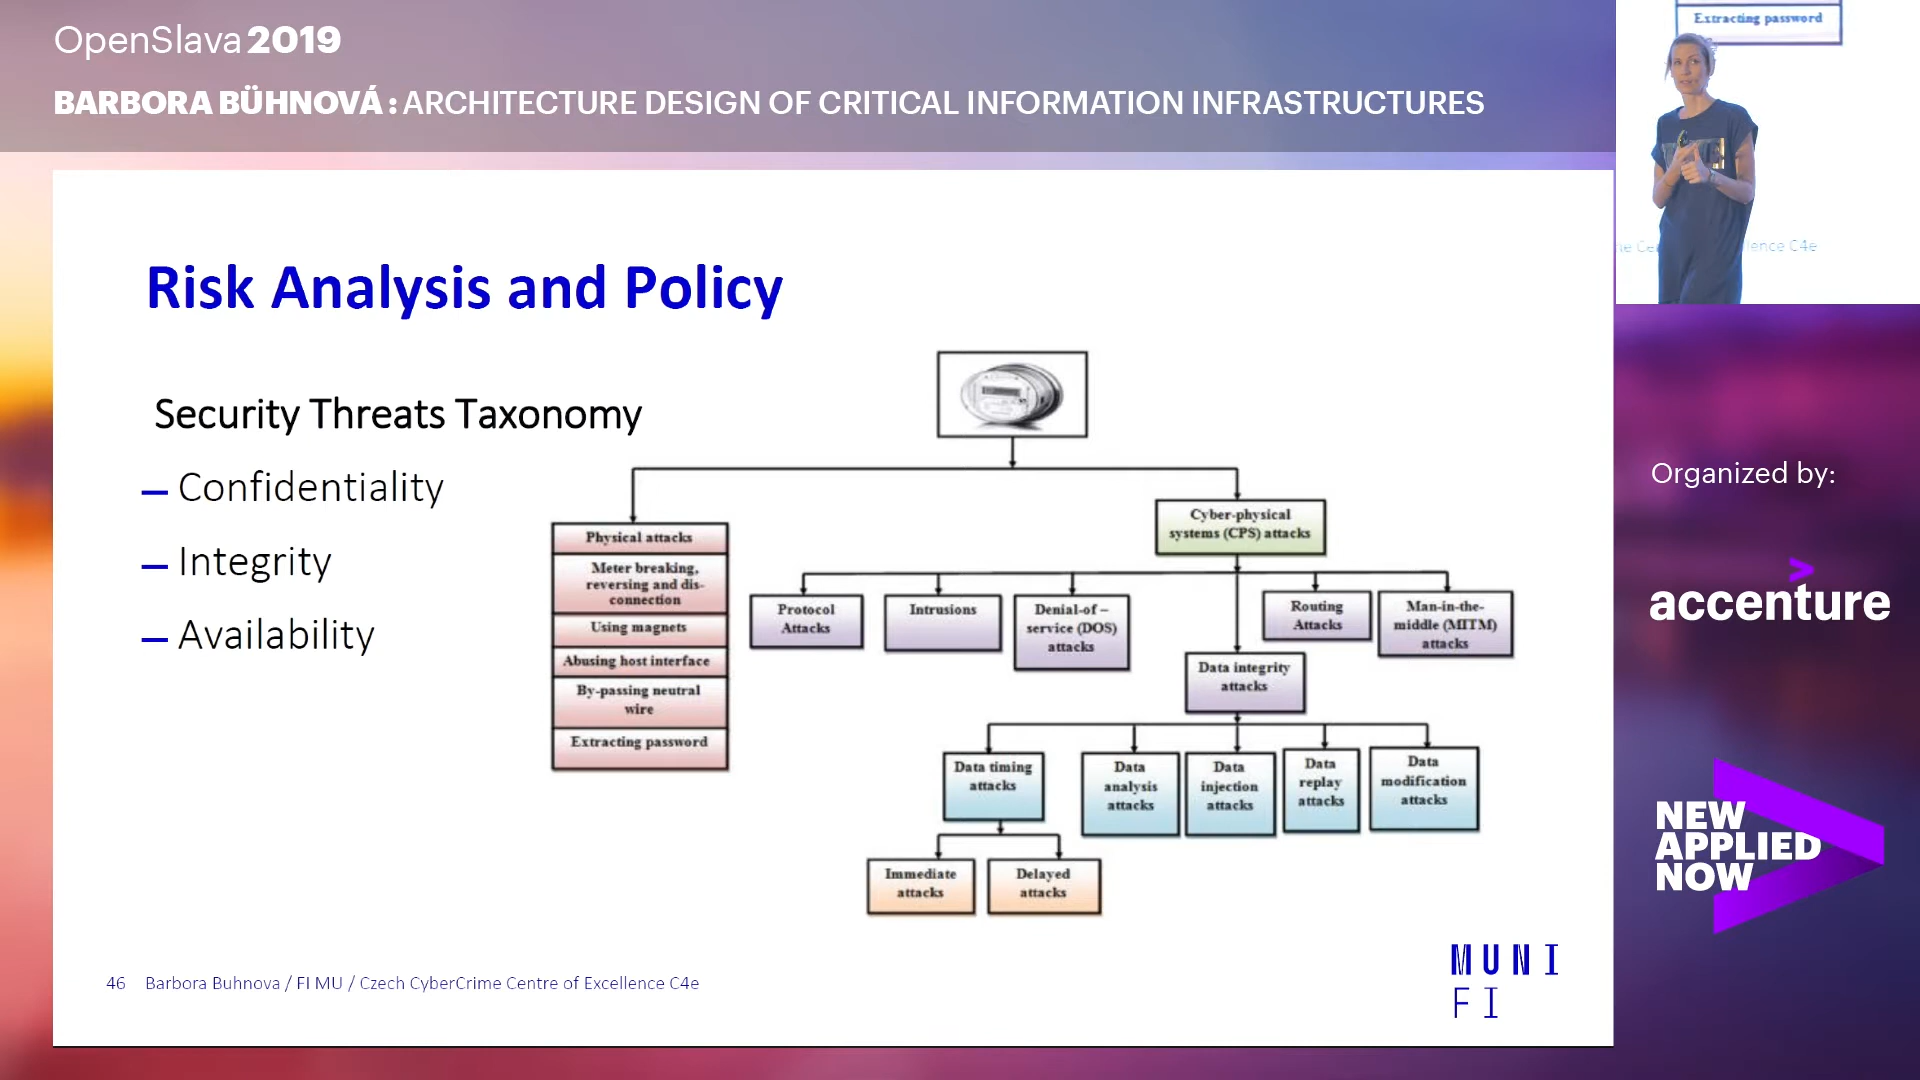 OpenSlava 2019
BARBORA BÜHNOVÁ : ARCHITECTURE DESIGN OF CRITICAL INFORMATION INFRASTRUCTURES
Extracting password
ence C4e
Risk Analysis and Policy
Security Threats Taxonomy
– Confidentiality
– Integrity
– Availability
Physical attacks
Meter breaking,
reversing and dis-
connection
Using magnets
Abusing host interface
By-passing neutral
wire
Extracting password
Cyber-physical
systems (CPS) attacks
Protocol
Attacks
Intrusions
Denial-of –
service (DOS)
attacks
Routing
Attacks
Man-in-the-
middle (MITM)
attacks
Data integrity
attacks
Data timing
attacks
Data
analysis
attacks
Data
injection
attacks
Data
replay
attacks
Data
modification
attacks
Immediate
attacks
Delayed
attacks
46 Barbora Buhnova / FI MU / Czech CyberCrime Centre of Excellence C4e
MUNI
FI
Organized by:
accenture
NEW
APPLIED
NOW